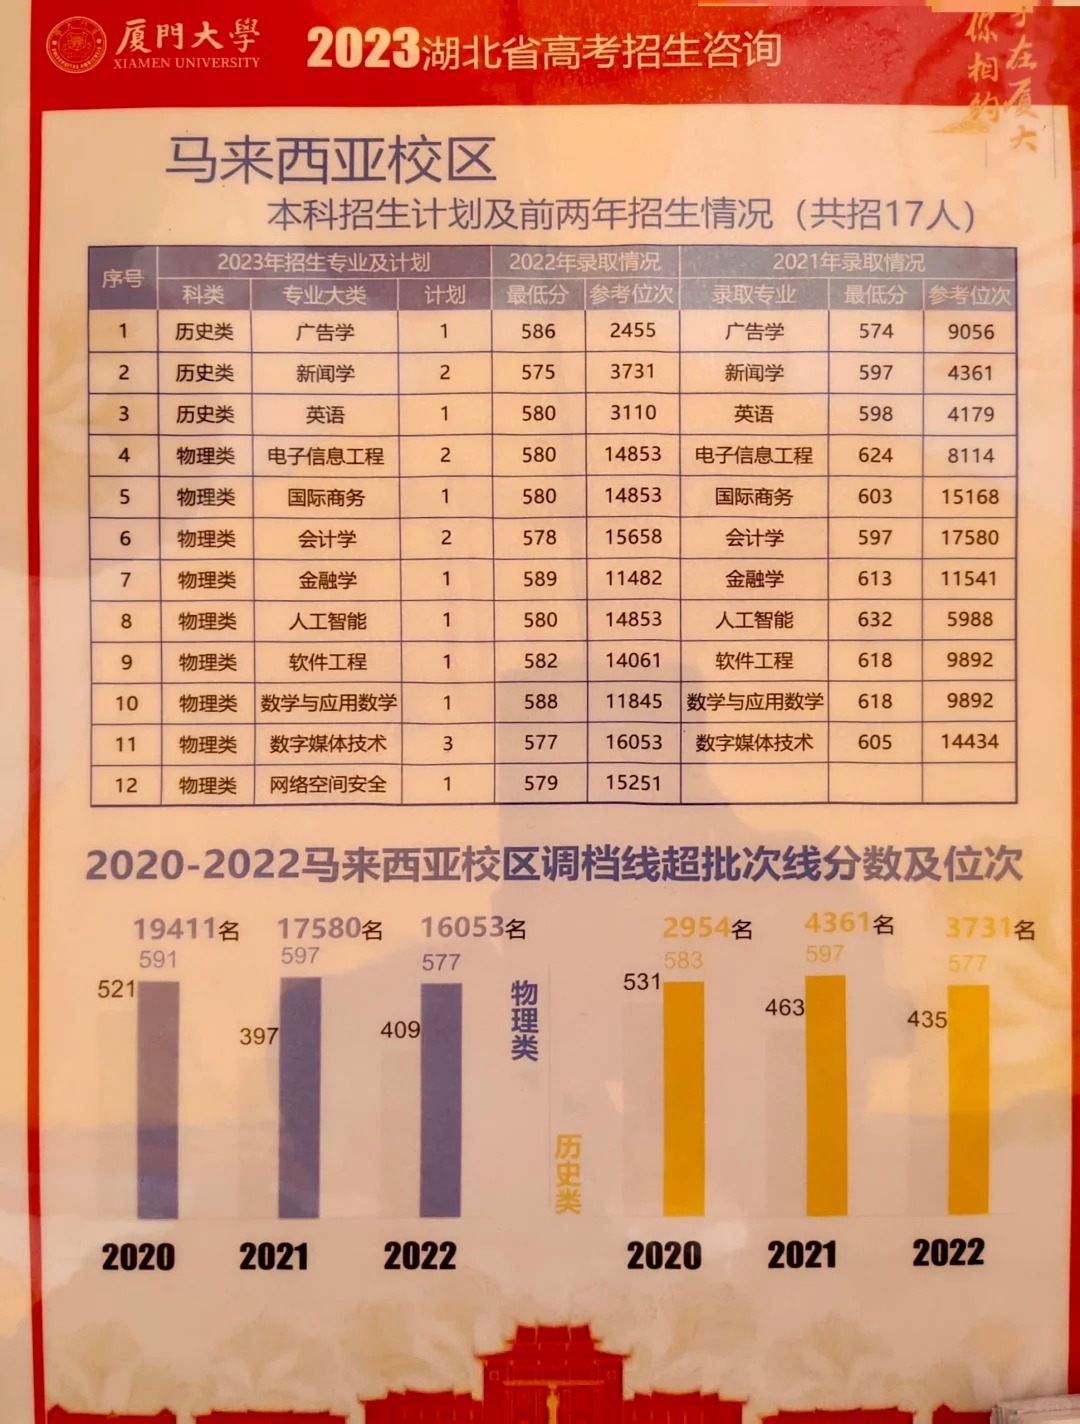 厦門大學
XIAMEN UNIVERSITY
2023湖北省高考招生咨询
你相约
在厦大
马来西亚校区
本科招生计划及前两年招生情况（共招17人）
序号 2023年招生专业及计划 2022年录取情况 2021年录取情况
科类 专业大类 计划 最低分 参考位次 录取专业 最低分 参考位次
1 历史类 广告学 1 586 2455 广告学 574 9056
2 历史类 新闻学 2 575 3731 新闻学 597 4361
3 历史类 英语 1 580 3110 英语 598 4179
4 物理类 电子信息工程 2 580 14853 电子信息工程 624 8114
5 物理类 国际商务 1 580 14853 国际商务 603 15168
6 物理类 会计学 2 578 15658 会计学 597 17580
7 物理类 金融学 1 589 11482 金融学 613 11541
8 物理类 人工智能 1 580 14853 人工智能 632 5988
9 物理类 软件工程 1 582 14061 软件工程 618 9892
10 物理类 数学与应用数学 1 588 11845 数学与应用数学 618 9892
11 物理类 数字媒体技术 3 577 16053 数字媒体技术 605 14434
12 物理类 网络空间安全 1 579 15251
2020-2022马来西亚校区调档线超批次线分数及位次
19411名 17580名 16053名
591 597 577
521 397 409
物理类
2020 2021 2022
2954名 4361名 3731名
583 597 577
531 463 435
历史类
2020 2021 2022